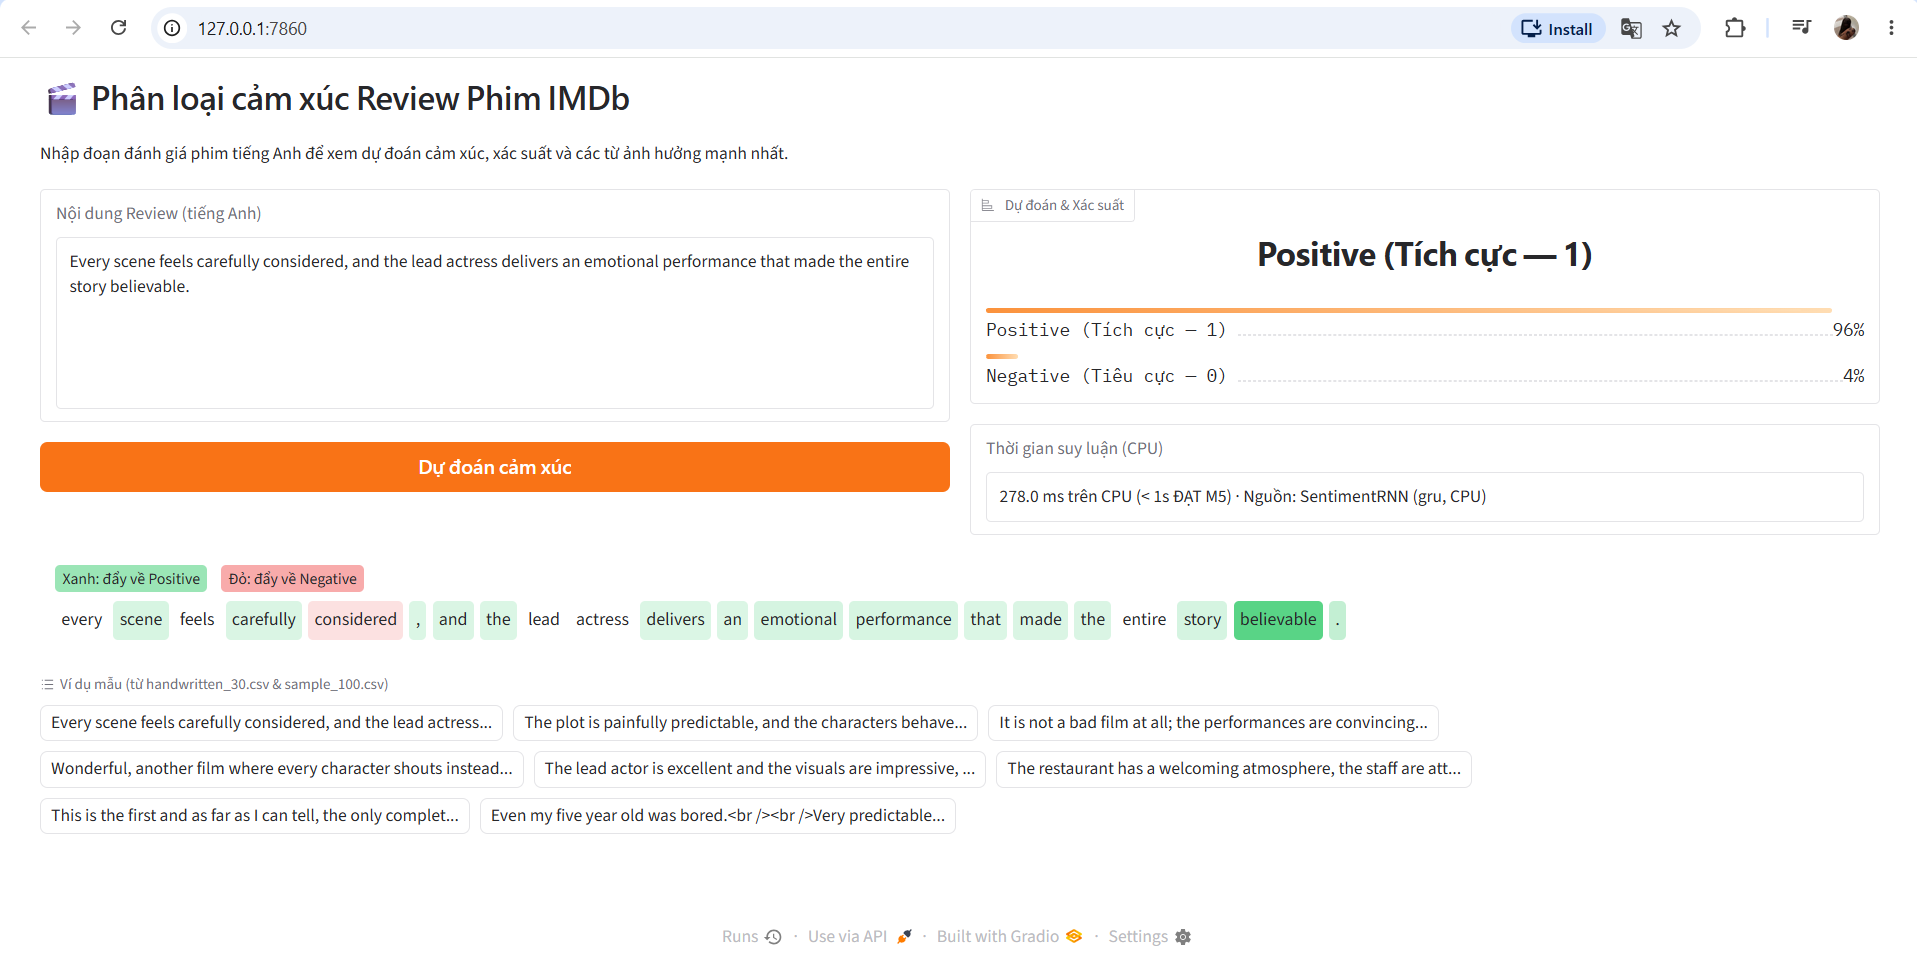 127.0.0.1:7860
Install
Phân loại cảm xúc Review Phim IMDb
Nhập đoạn đánh giá phim tiếng Anh để xem dự đoán cảm xúc, xác suất và các từ ảnh hưởng mạnh nhất.
Nội dung Review (tiếng Anh)
Every scene feels carefully considered, and the lead actress delivers an emotional performance that made the entire
story believable.
Dự đoán cảm xúc
Dự đoán & Xác suất
Positive (Tích cực — 1)
Positive (Tích cực — 1) 96%
Negative (Tiêu cực — 0) 4%
Thời gian suy luận (CPU)
278.0 ms trên CPU (< 1s ĐẠT M5) · Nguồn: SentimentRNN (gru, CPU)
Xanh: đẩy về Positive Đỏ: đẩy về Negative
every scene feels carefully considered , and the lead actress delivers an emotional performance that made the entire story believable .
Ví dụ mẫu (từ handwritten_30.csv & sample_100.csv)
Every scene feels carefully considered, and the lead actress... The plot is painfully predictable, and the characters behave... It is not a bad film at all; the performances are convincing...
Wonderful, another film where every character shouts instead... The lead actor is excellent and the visuals are impressive, ... The restaurant has a welcoming atmosphere, the staff are att...
This is the first and as far as I can tell, the only complet... Even my five year old was bored.<br /><br />Very predictable...
Runs · Use via API · Built with Gradio · Settings